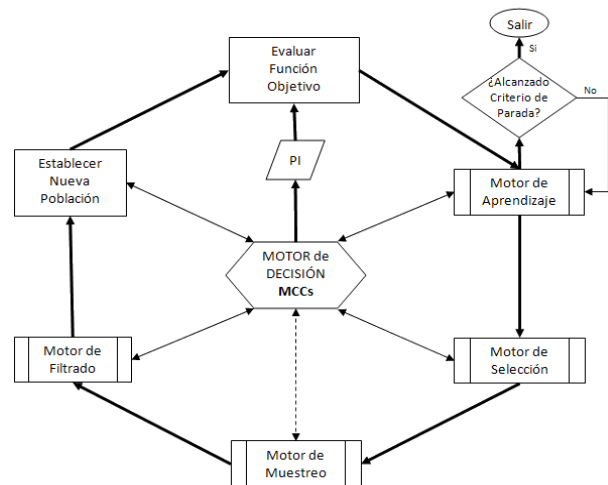 Salir
Si
¿Alcanzado
Criterio de
Parada?
No
Evaluar
Función
Objetivo
PI
Establecer
Nueva
Población
Motor de
Aprendizaje
MOTOR de
DECISIÓN
MCCs
Motor de
Filtrado
Motor de
Selección
Motor de
Muestreo